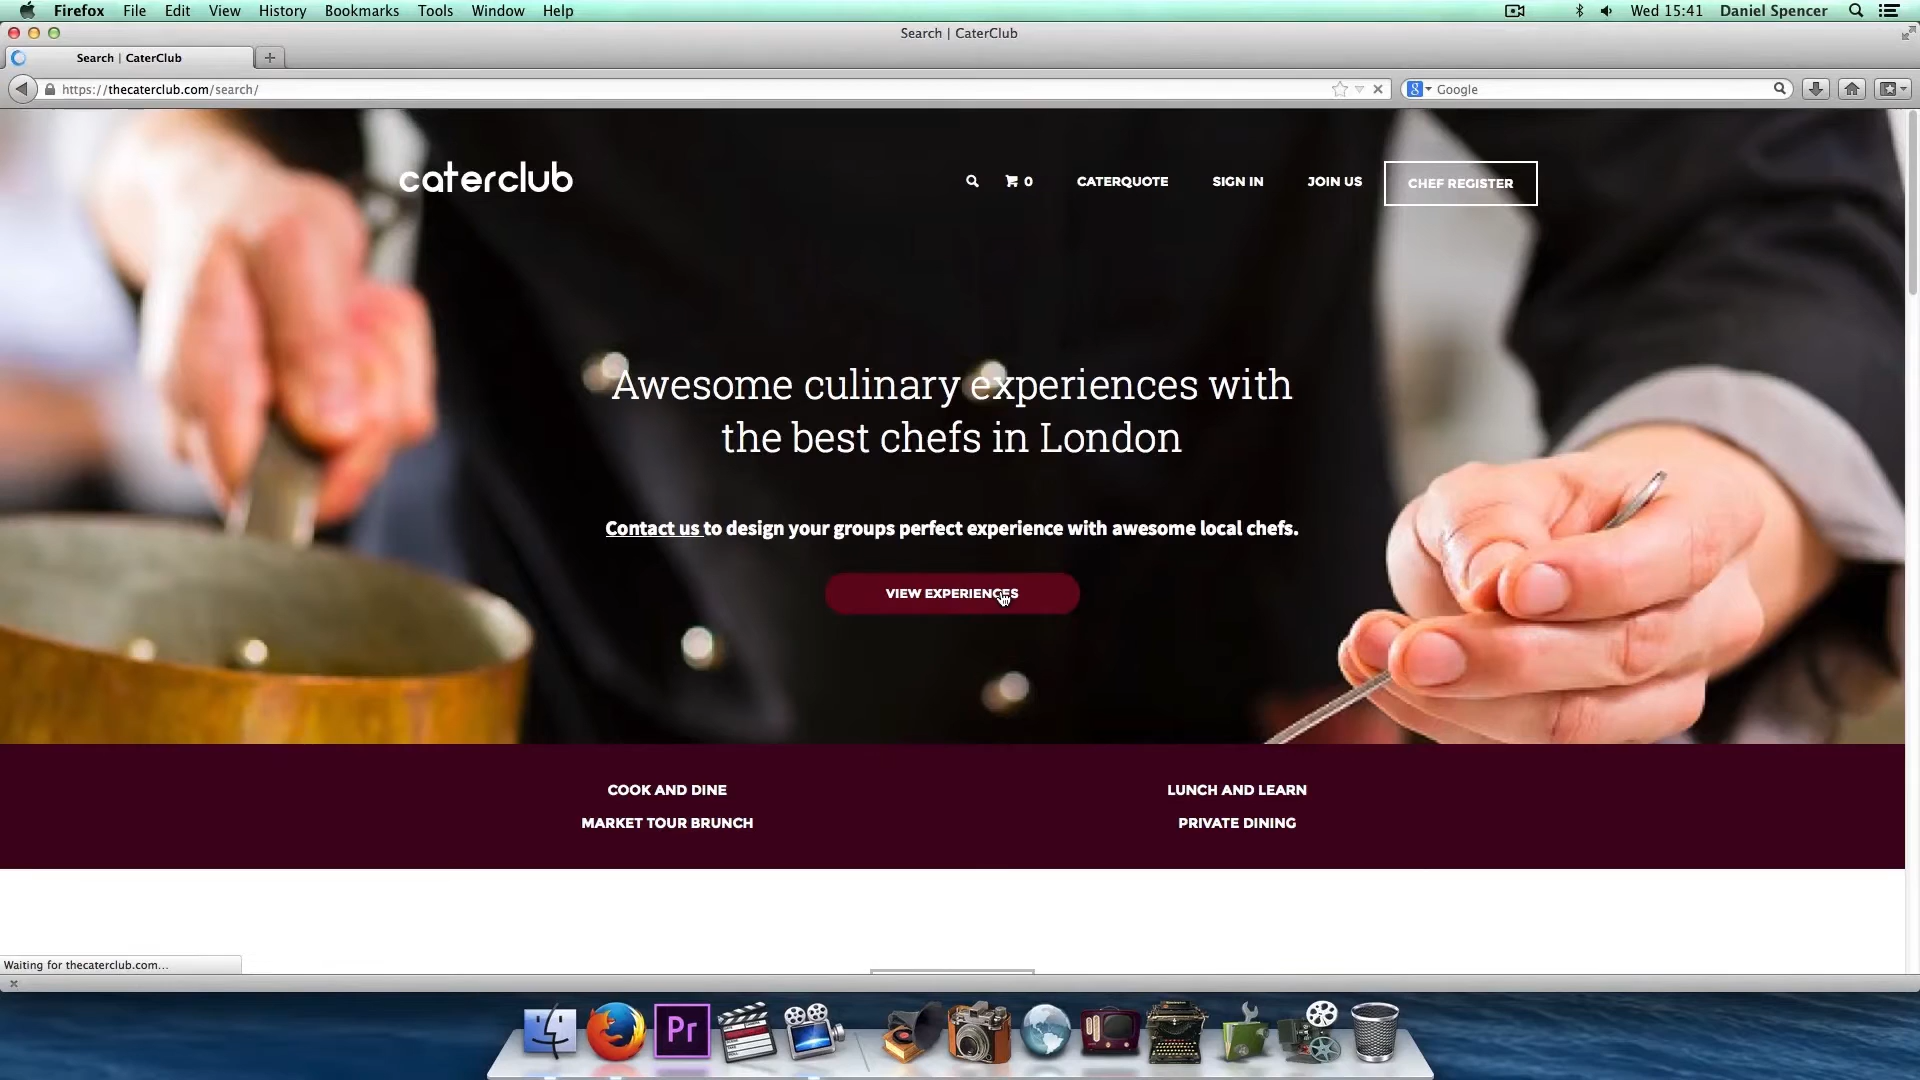 Firefox File Edit View History Bookmarks Tools Window Help Wed 15:41 Daniel Spencer
Search | CaterClub
Search | CaterClub
https://thecaterclub.com/search/ Google
caterclub 0 CATERQUOTE SIGN IN JOIN US CHEF REGISTER
Awesome culinary experiences with
the best chefs in London
Contact us to design your groups perfect experience with awesome local chefs.
VIEW EXPERIENCES
COOK AND DINE LUNCH AND LEARN
MARKET TOUR BRUNCH PRIVATE DINING
Waiting for thecaterclub.com...
Pr